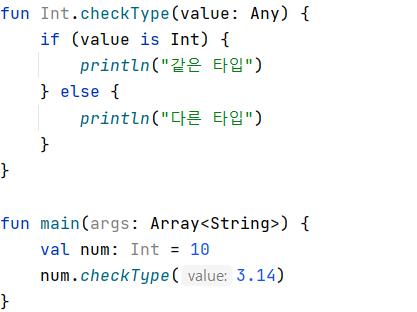 fun Int.checkType(value: Any) {
    if (value is Int) {
        println("같은 타입")
    } else {
        println("다른 타입")
    }
}

fun main(args: Array<String>) {
    val num: Int = 10
    num.checkType( value: 3.14)
}